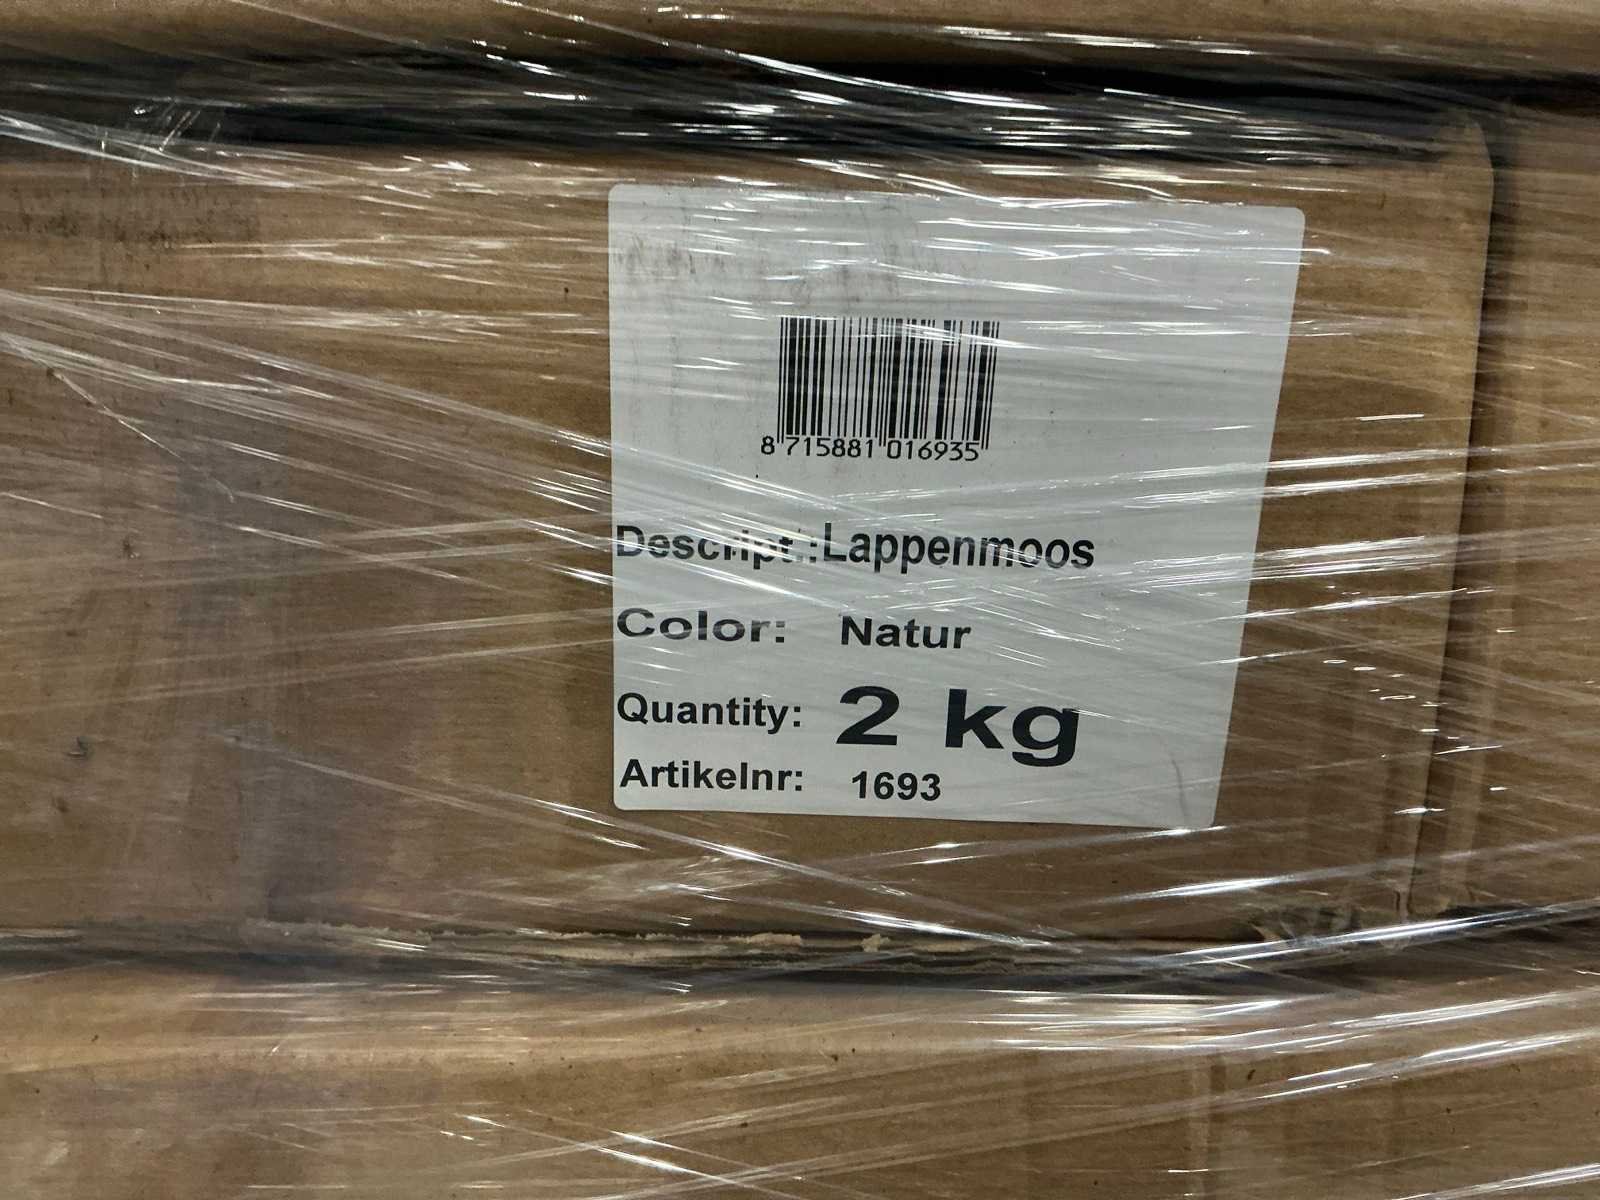 8 715881 016935
Descript.:Lappenmoos
Color: Natur
Quantity: 2 kg
Artikelnr: 1693